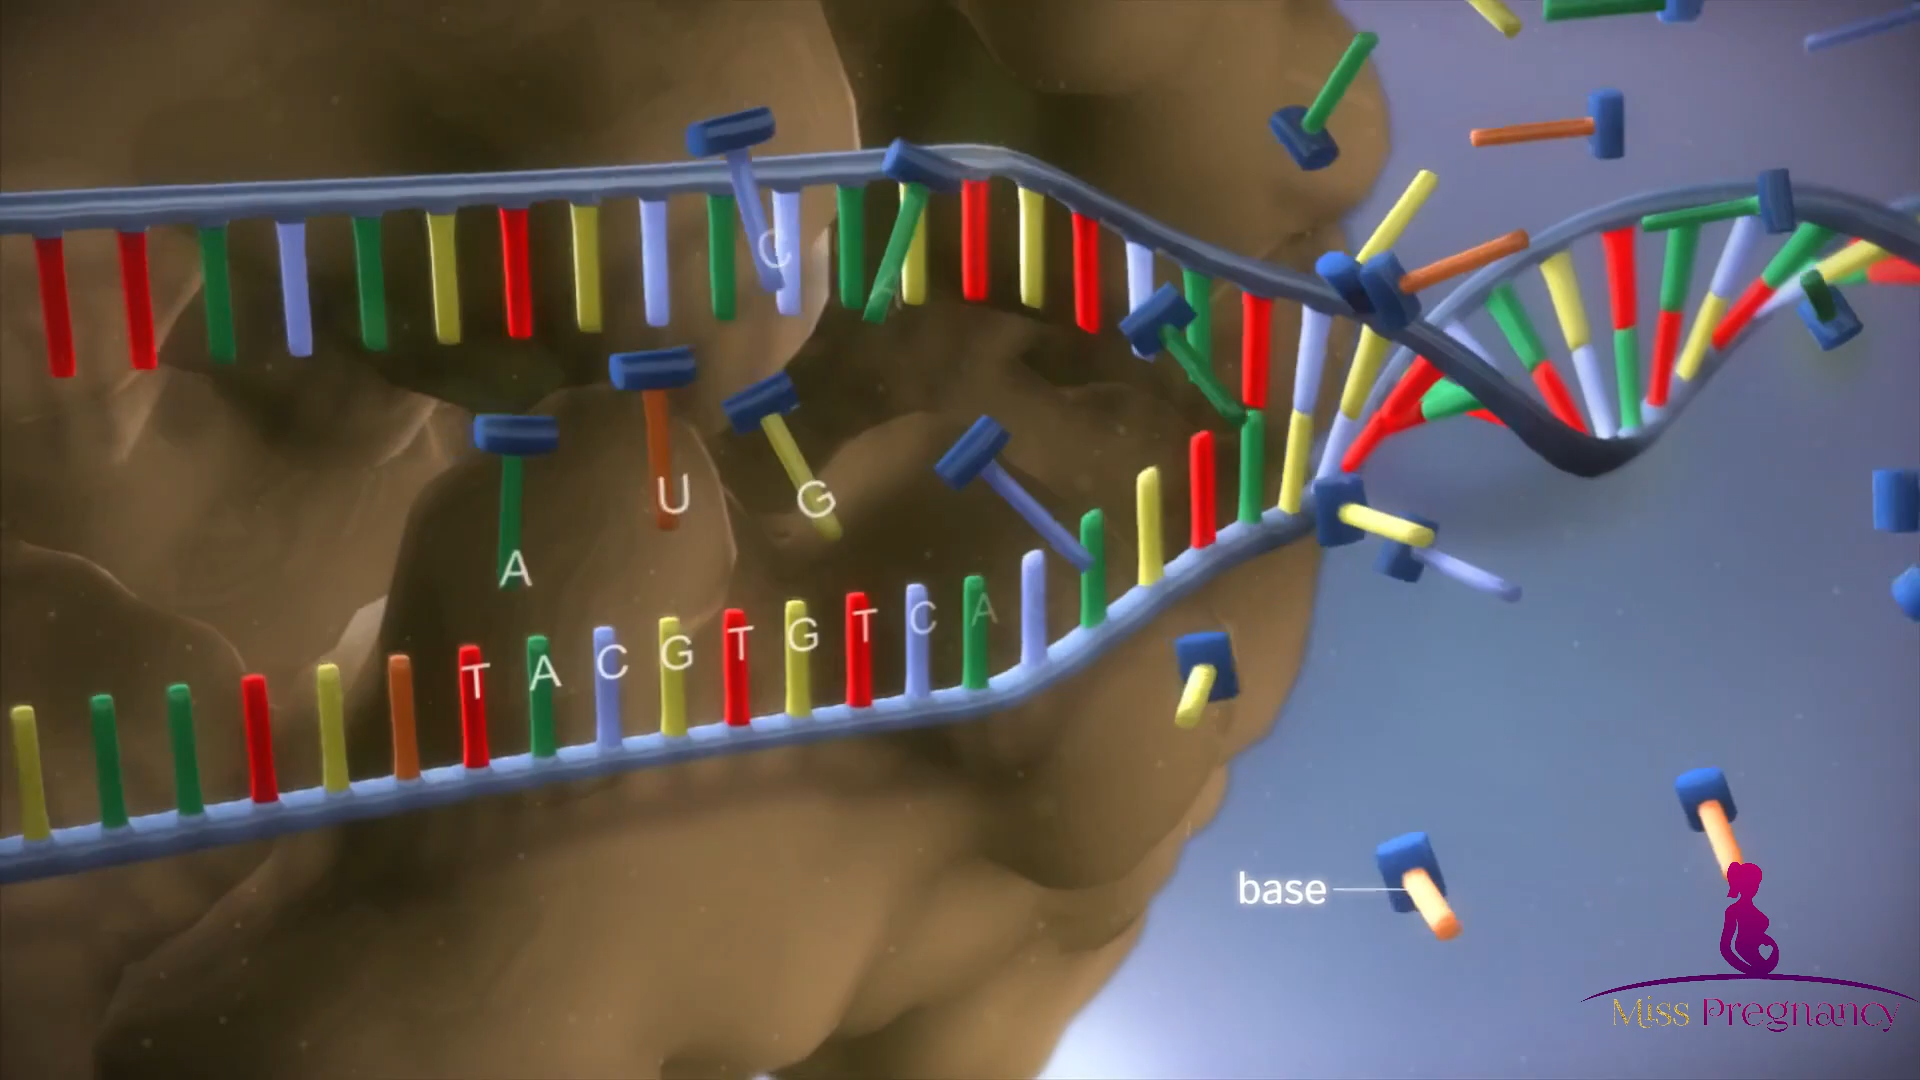 C
A
U
G
T A C G T G T C A
base
Miss Pregnancy